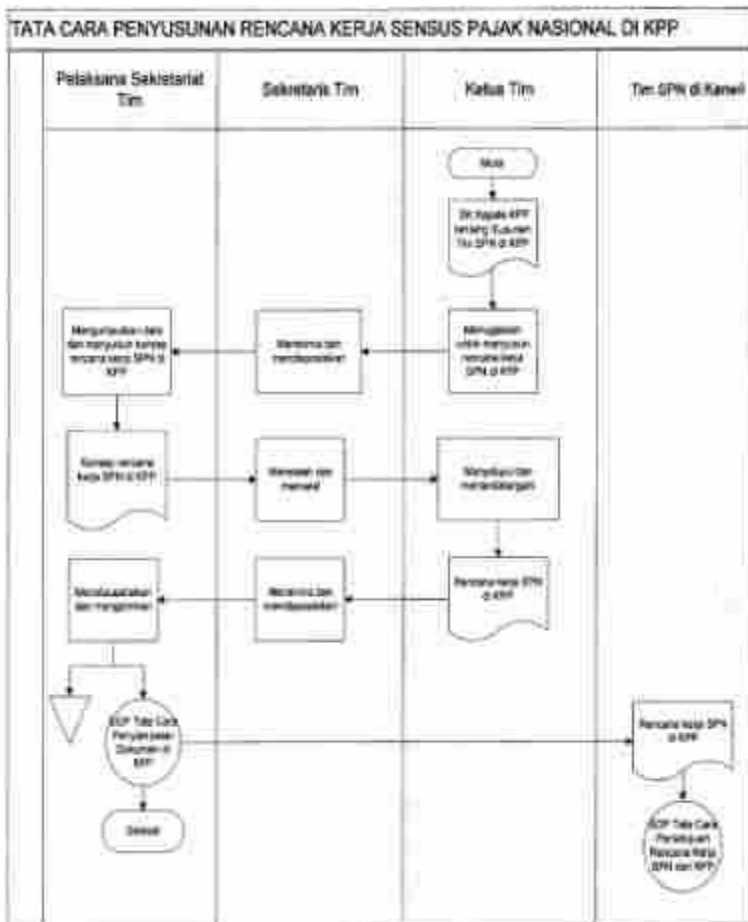 TATA CARA PENYUSUNAN RENCANA KERJA SENSUS PAJAK NASIONAL DI KPP
Pelaksana Sekretariat
Tim
Sekretaris Tim
Ketua Tim
Tim SPN di Kanwil
Mulai
SK Kepala KPP
tentang Susunan
Tim SPN di KPP
Mengumpulkan data
dan menyusun konsep
rencana kerja SPN di
KPP
Menerima dan
mendisposisikan
Menugaskan
untuk menyusun
rencana kerja
SPN di KPP
Konsep rencana
kerja SPN di KPP
Menelaah dan
memaraf
Menyetujui dan
menandatangani
Menatausahakan
dan mengirimkan
Menerima dan
mendisposisikan
Rencana kerja SPN
di KPP
SOP Tata Cara
Penyampaian
Dokumen di
KPP
Rencana kerja SPN
di KPP
Selesai
SOP Tata Cara
Rencana Kerja
SPN dari KPP